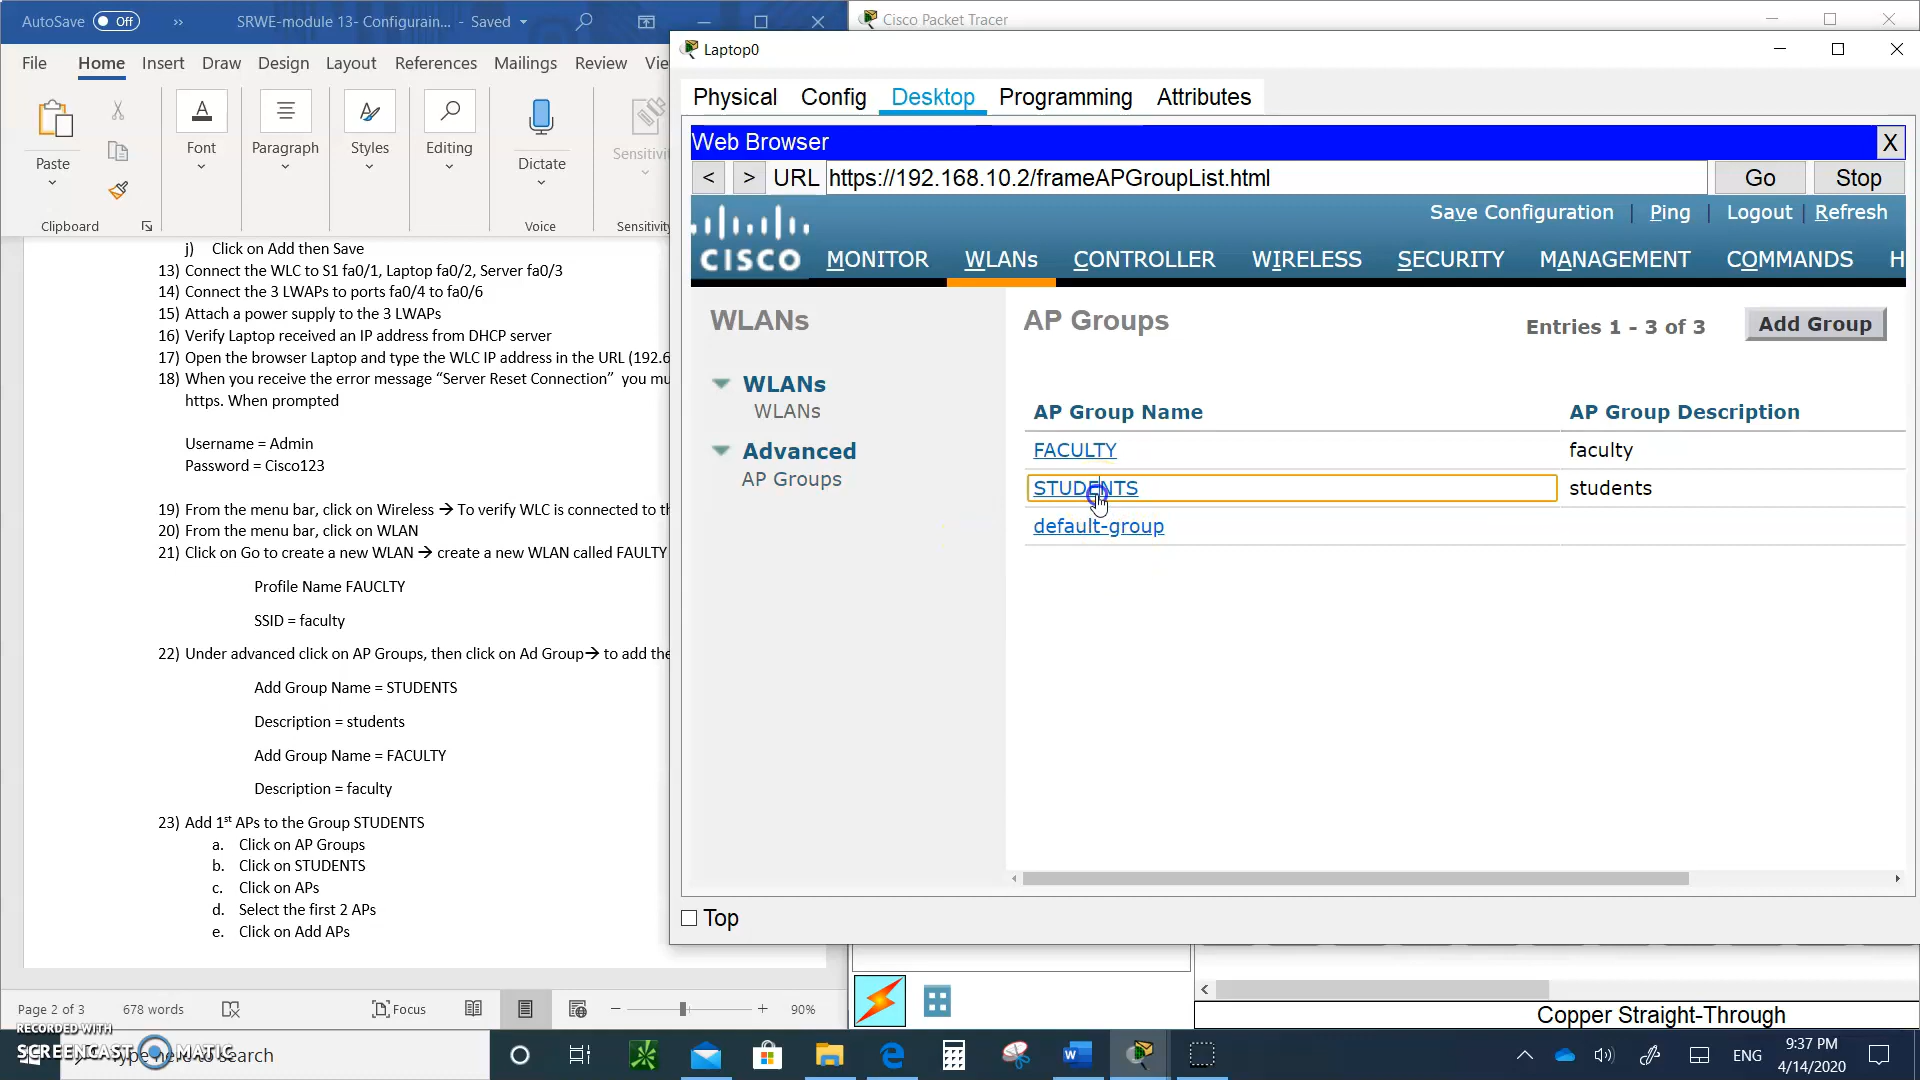 AutoSave Off SRWE-module 13- Configurain... - Saved
Cisco Packet Tracer
File Home Insert Draw Design Layout References Mailings Review Vie
Paste
Font
Paragraph
Styles
Editing
Dictate
Sensitivi
Clipboard
Voice
Sensitivity
Laptop0
Physical Config Desktop Programming Attributes
Web Browser X
< > URL https://192.168.10.2/frameAPGroupList.html Go Stop
Save Configuration | Ping | Logout | Refresh
CISCO MONITOR WLANs CONTROLLER WIRELESS SECURITY MANAGEMENT COMMANDS H
WLANs
WLANs
WLANs
Advanced
AP Groups
AP Groups Entries 1 - 3 of 3 Add Group
AP Group Name AP Group Description
FACULTY faculty
STUDENTS students
default-group
Top
j) Click on Add then Save
13) Connect the WLC to S1 fa0/1, Laptop fa0/2, Server fa0/3
14) Connect the 3 LWAPs to ports fa0/4 to fa0/6
15) Attach a power supply to the 3 LWAPs
16) Verify Laptop received an IP address from DHCP server
17) Open the browser Laptop and type the WLC IP address in the URL (192.6
18) When you receive the error message “Server Reset Connection” you mu
https. When prompted
Username = Admin
Password = Cisco123
19) From the menu bar, click on Wireless → To verify WLC is connected to th
20) From the menu bar, click on WLAN
21) Click on Go to create a new WLAN → create a new WLAN called FAULTY
Profile Name FAUCLTY
SSID = faculty
22) Under advanced click on AP Groups, then click on Ad Group→ to add the
Add Group Name = STUDENTS
Description = students
Add Group Name = FACULTY
Description = faculty
23) Add 1st APs to the Group STUDENTS
a. Click on AP Groups
b. Click on STUDENTS
c. Click on APs
d. Select the first 2 APs
e. Click on Add APs
Page 2 of 3 678 words Focus 90%
Copper Straight-Through
RECORDED WITH
SCREENCAST MATIC
Type here to search
ENG
9:37 PM
4/14/2020